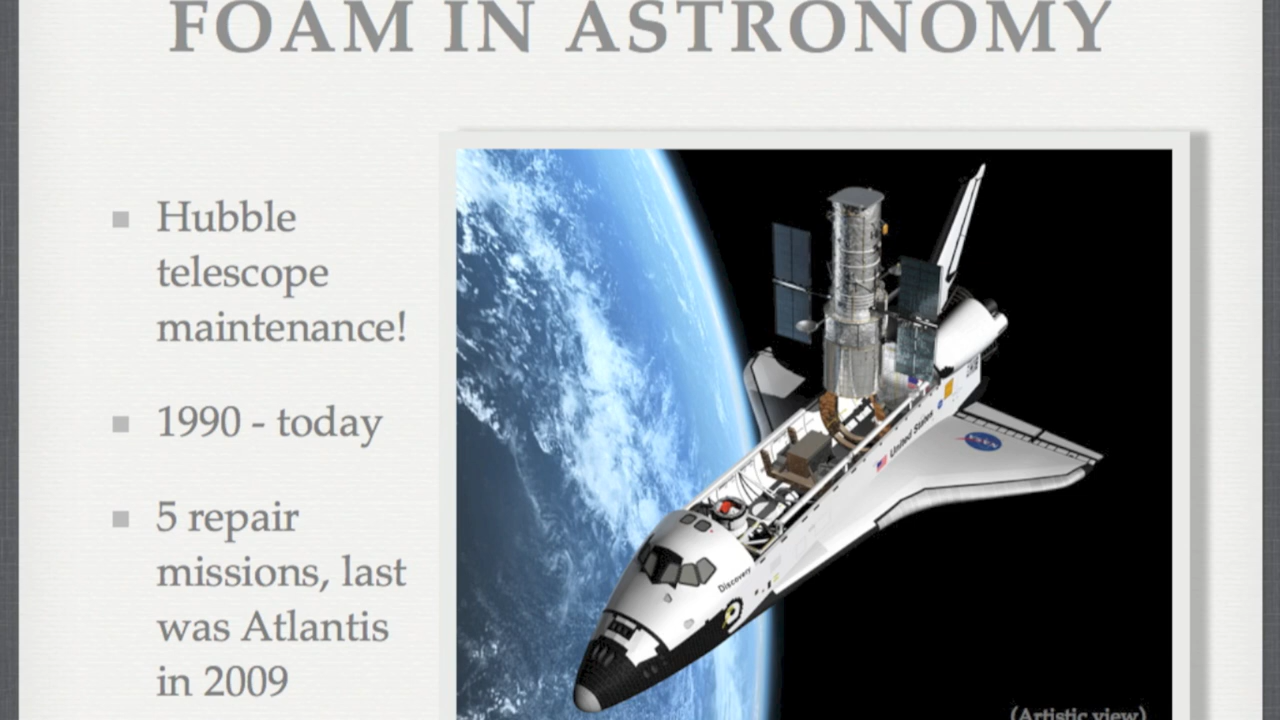 FOAM IN ASTRONOMY
Hubble
telescope
maintenance!
1990 - today
5 repair
missions, last
was Atlantis
in 2009
United States
NASA
Discovery
(Artistic view)